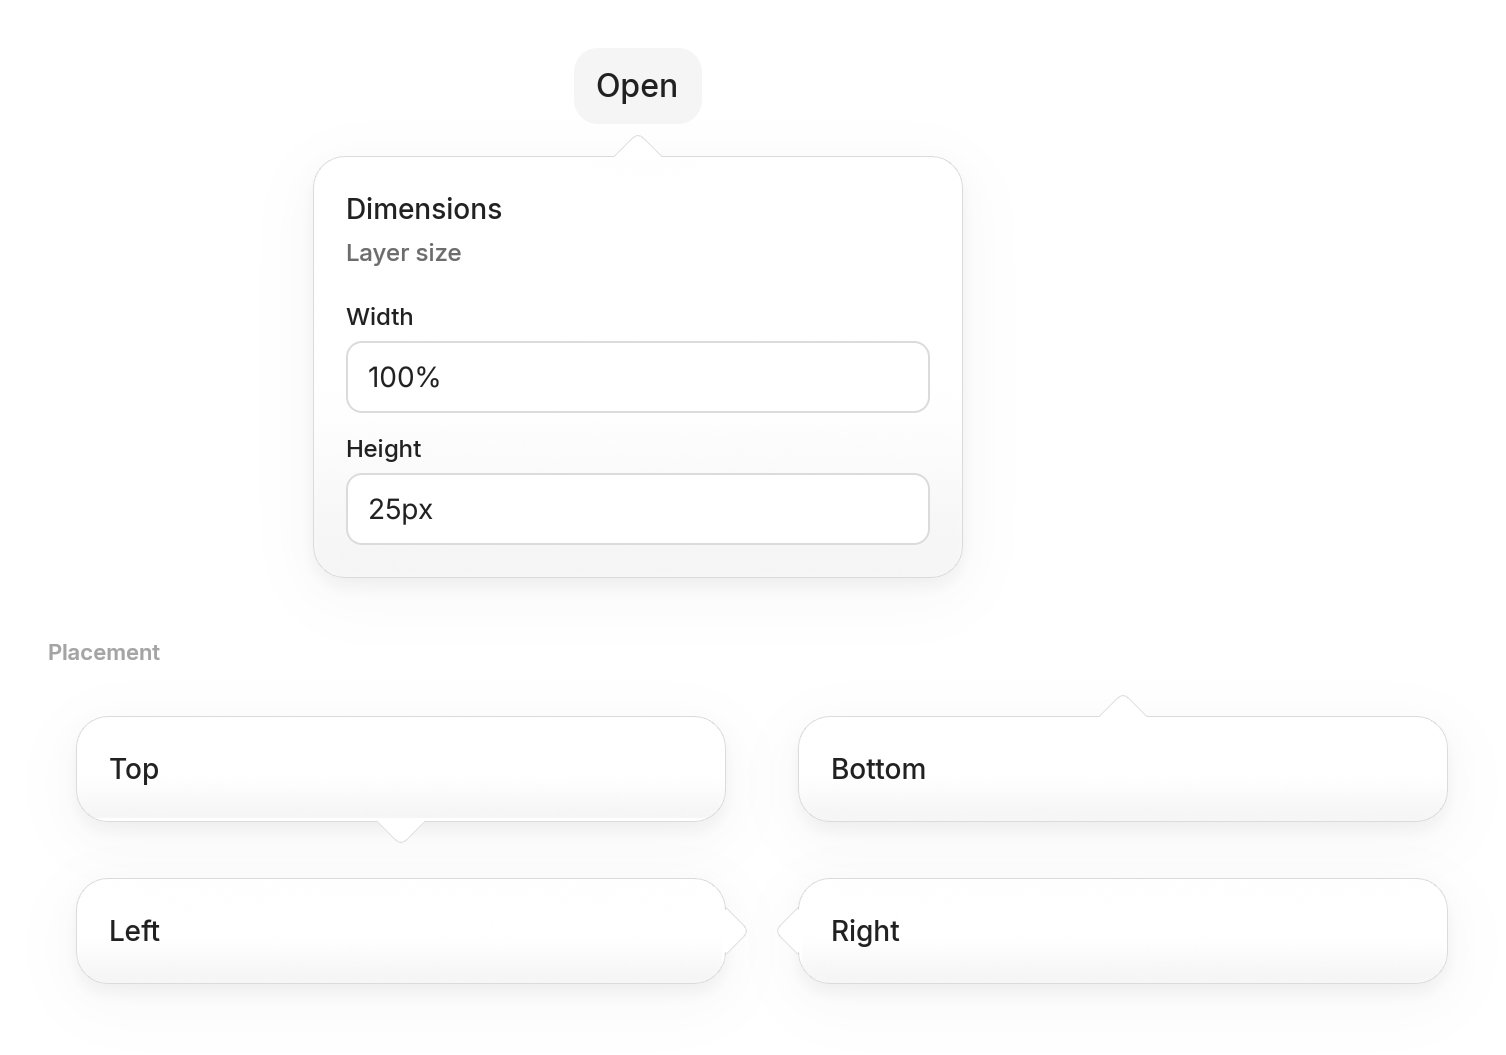 Open
Dimensions
Layer size
Width
100%
Height
25px
Placement
Top
Bottom
Left
Right